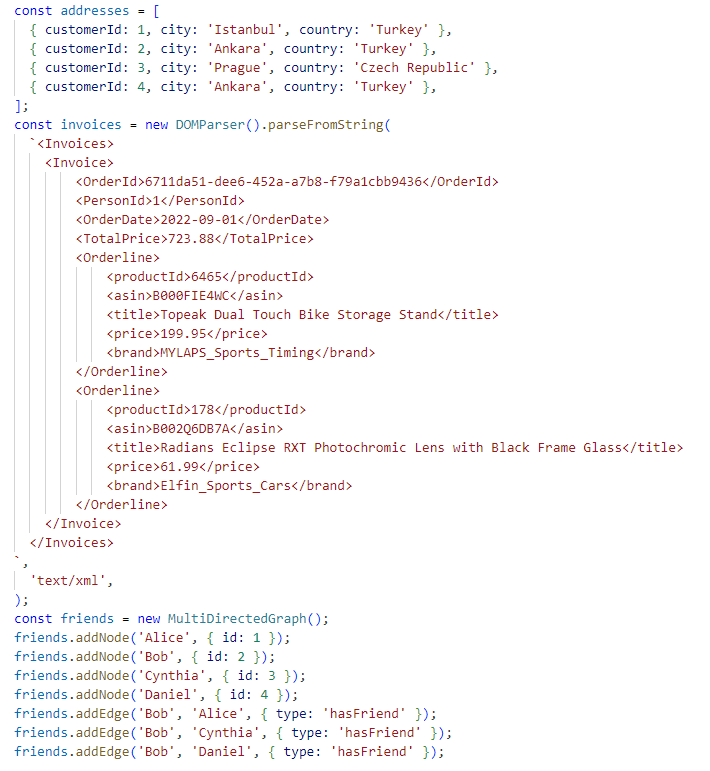 const addresses = [
  { customerId: 1, city: 'Istanbul', country: 'Turkey' },
  { customerId: 2, city: 'Ankara', country: 'Turkey' },
  { customerId: 3, city: 'Prague', country: 'Czech Republic' },
  { customerId: 4, city: 'Ankara', country: 'Turkey' },
];
const invoices = new DOMParser().parseFromString(
  `<Invoices>
    <Invoice>
        <OrderId>6711da51-dee6-452a-a7b8-f79a1cbb9436</OrderId>
        <PersonId>1</PersonId>
        <OrderDate>2022-09-01</OrderDate>
        <TotalPrice>723.88</TotalPrice>
        <Orderline>
            <productId>6465</productId>
            <asin>B000FIE4WC</asin>
            <title>Topeak Dual Touch Bike Storage Stand</title>
            <price>199.95</price>
            <brand>MYLAPS_Sports_Timing</brand>
        </Orderline>
        <Orderline>
            <productId>178</productId>
            <asin>B002Q6DB7A</asin>
            <title>Radians Eclipse RXT Photochromic Lens with Black Frame Glass</title>
            <price>61.99</price>
            <brand>Elfin_Sports_Cars</brand>
        </Orderline>
    </Invoice>
  </Invoices>
`,
  'text/xml',
);
const friends = new MultiDirectedGraph();
friends.addNode('Alice', { id: 1 });
friends.addNode('Bob', { id: 2 });
friends.addNode('Cynthia', { id: 3 });
friends.addNode('Daniel', { id: 4 });
friends.addEdge('Bob', 'Alice', { type: 'hasFriend' });
friends.addEdge('Bob', 'Cynthia', { type: 'hasFriend' });
friends.addEdge('Bob', 'Daniel', { type: 'hasFriend' });